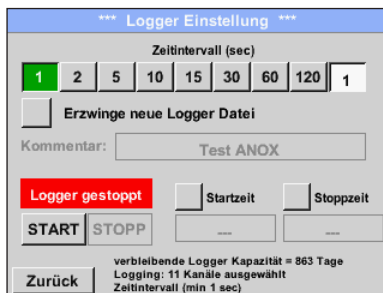 *** Logger Einstellung ***
Zeitintervall (sec)
1 2 5 10 15 30 60 120 1
Erzwinge neue Logger Datei
Kommentar: Test ANOX
Logger gestoppt Startzeit Stoppzeit
START STOPP --- ---
verbleibende Logger Kapazität = 863 Tage
Logging: 11 Kanäle ausgewählt
Zurück Zeitintervall (min 1 sec)